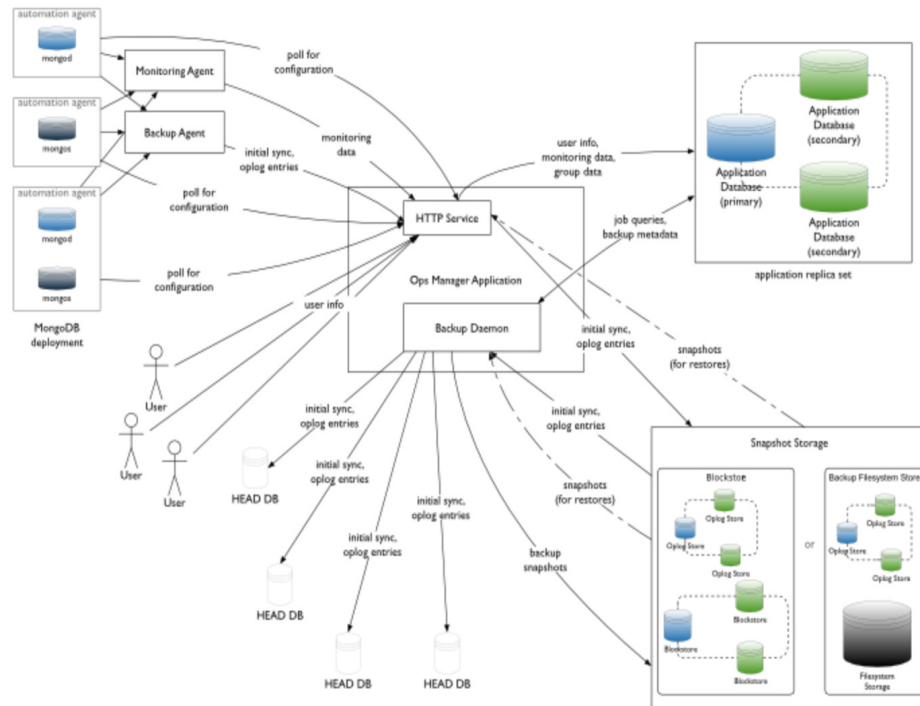 automation agent
mongod
automation agent
mongos
automation agent
mongod
mongos
MongoDB
deployment
Monitoring Agent
Backup Agent
poll for
configuration
monitoring
data
initial sync,
oplog entries
poll for
configuration
poll for
configuration
user info
User
User
User
HTTP Service
Ops Manager Application
Backup Daemon
user info,
monitoring data,
group data
job queries,
backup metadata
Application
Database
(secondary)
Application
Database
(primary)
Application
Database
(secondary)
application replica set
initial sync,
oplog entries
snapshots
(for restores)
initial sync,
oplog entries
snapshots
(for restores)
backup
snapshots
initial sync,
oplog entries
HEAD DB
initial sync,
oplog entries
HEAD DB
initial sync,
oplog entries
HEAD DB
initial sync,
oplog entries
HEAD DB
Snapshot Storage
Blockstoe
Oplog Store
Oplog Store
Oplog Store
Blockstore
Blockstore
Blockstore
or
Backup Filesystem Store
Oplog Store
Oplog Store
Oplog Store
Filesystem
Storage